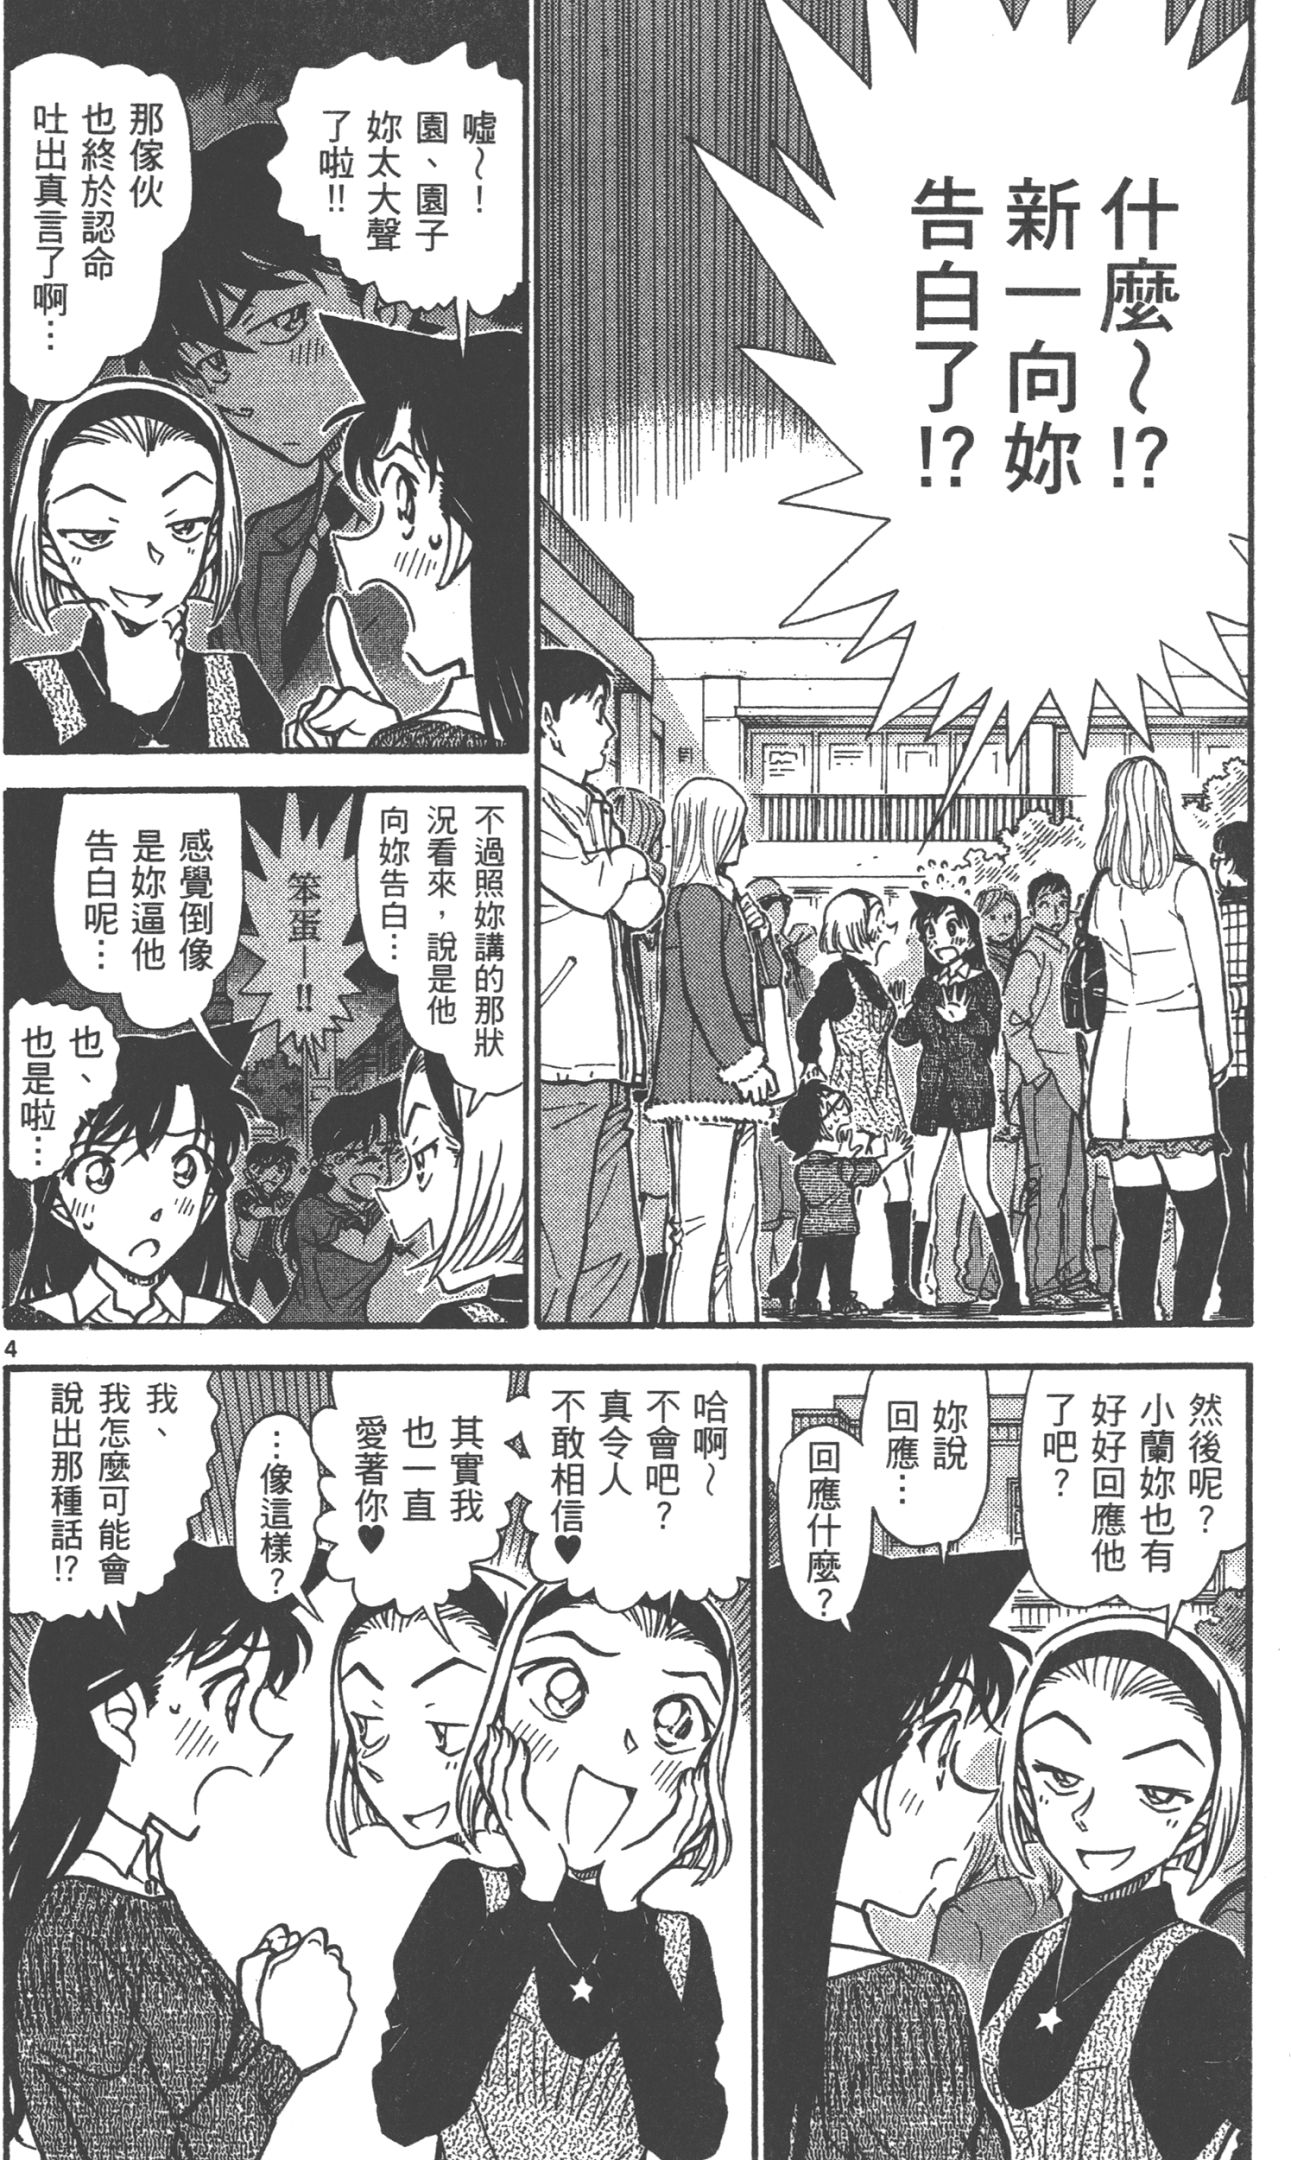 什麼～!?
新一向妳
告白了!?
噓～!
園、園子
妳太大聲
了啦!!
那傢伙
也終於認命
吐出真言了啊…
不過照妳講的那狀
況看來，說是他
向妳告白…
笨蛋—!!
感覺倒像
是妳逼他
告白呢…
也、
也是啦…
4
然後呢？
小蘭妳也有
好好回應他
了吧？
妳說
回應…
回應什麼？
哈啊～
不會吧？
真令人
不敢相信♥
其實我
也一直
愛著你♥
…像這樣？
我、
我怎麼可能會
說出那種話!?